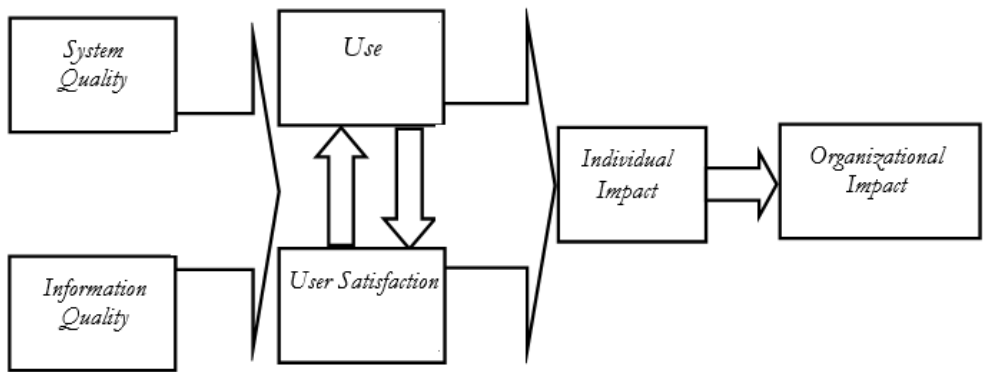 System
Quality
Use
Individual
Impact
Organizational
Impact
Information
Quality
User Satisfaction